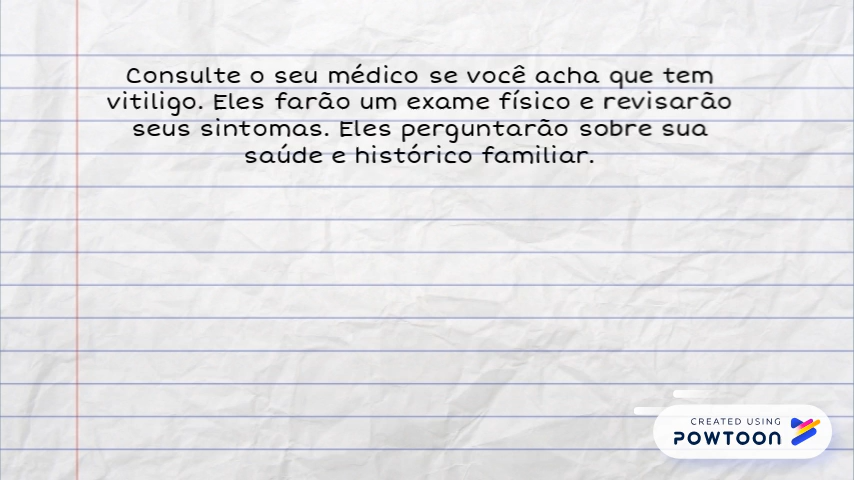 Consulte o seu médico se você acha que tem
vitiligo. Eles farão um exame físico e revisarão
seus sintomas. Eles perguntarão sobre sua
saúde e histórico familiar.
CREATED USING
POWTOON